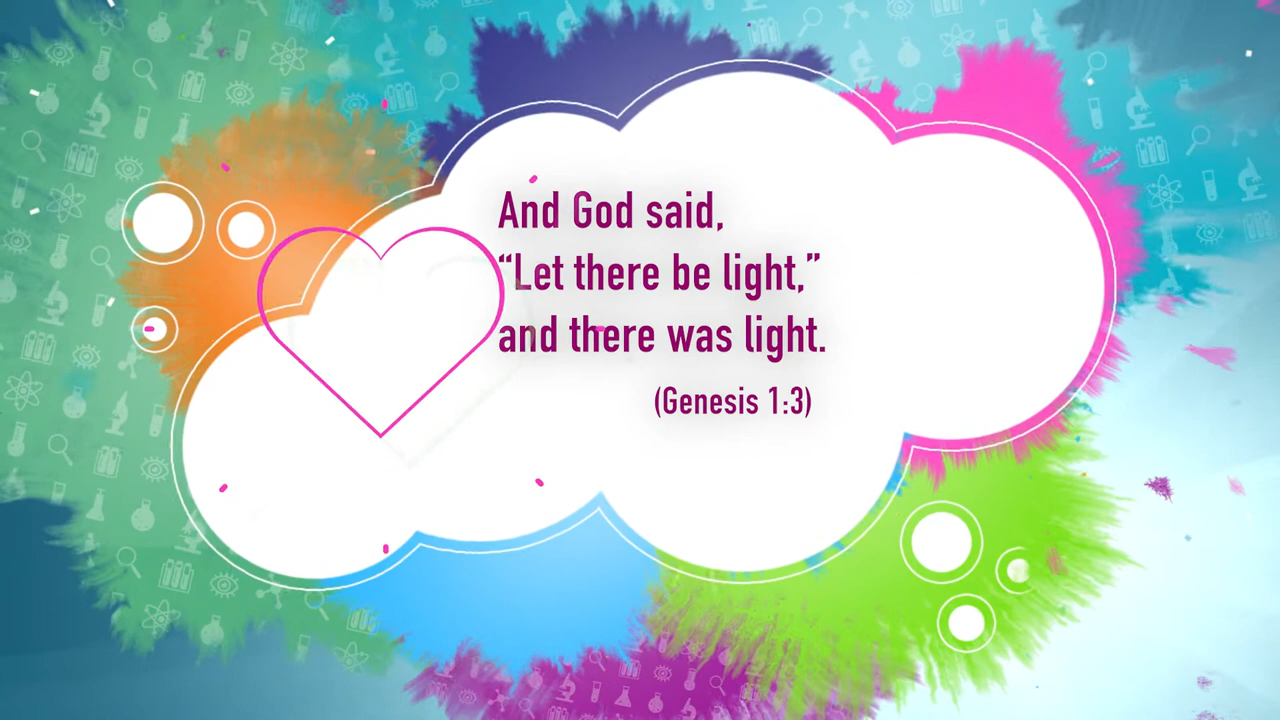 And God said,
“Let there be light,”
and there was light.
(Genesis 1:3)